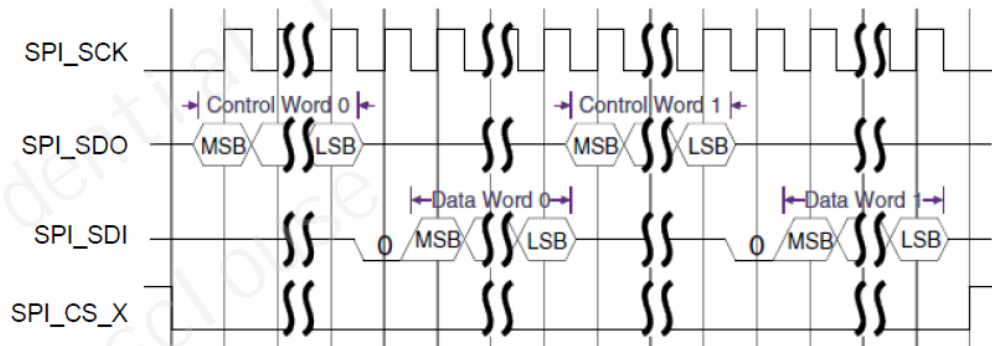 SPI_SCK
Control Word 0
Control Word 1
SPI_SDO
MSB
LSB
MSB
LSB
Data Word 0
Data Word 1
SPI_SDI
0
MSB
LSB
0
MSB
LSB
SPI_CS_X